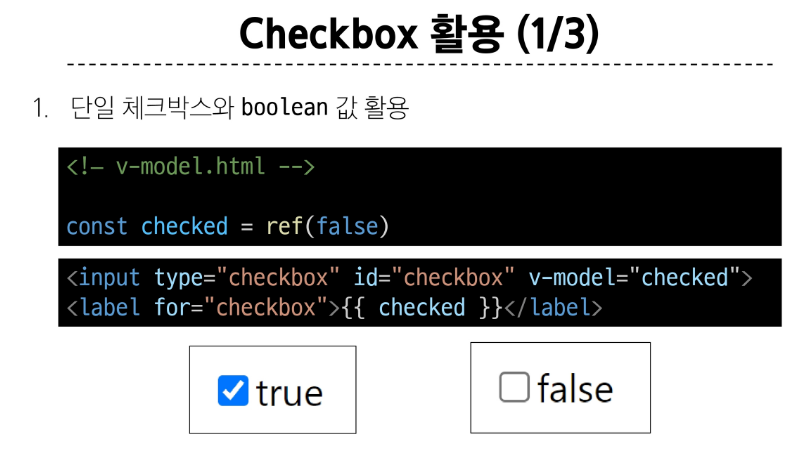 Checkbox 활용 (1/3)
1. 단일 체크박스와 boolean 값 활용
<!— v-model.html -->
const checked = ref(false)
<input type="checkbox" id="checkbox" v-model="checked">
<label for="checkbox">{{ checked }}</label>
true
false